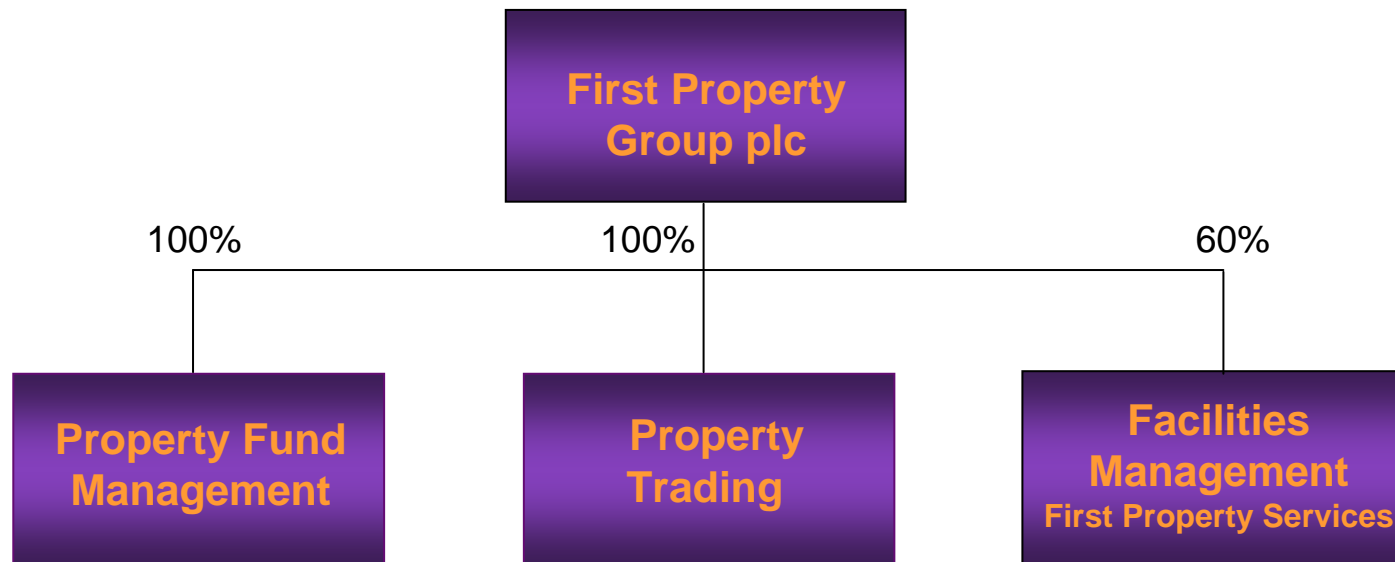 First Property
Group plc
100%
100%
60%
Property Fund
Management
Property
Trading
Facilities
Management
First Property Services